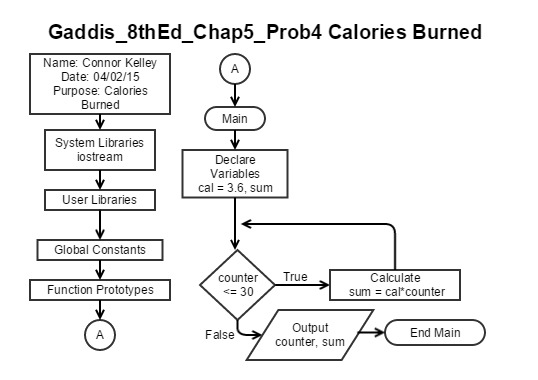 Gaddis_8thEd_Chap5_Prob4 Calories Burned
Name: Connor Kelley
Date: 04/02/15
Purpose: Calories
Burned
System Libraries
iostream
User Libraries
Global Constants
Function Prototypes
A
A
Main
Declare
Variables
cal = 3.6, sum
counter
<= 30
True
Calculate
sum = cal*counter
False
Output
counter, sum
End Main